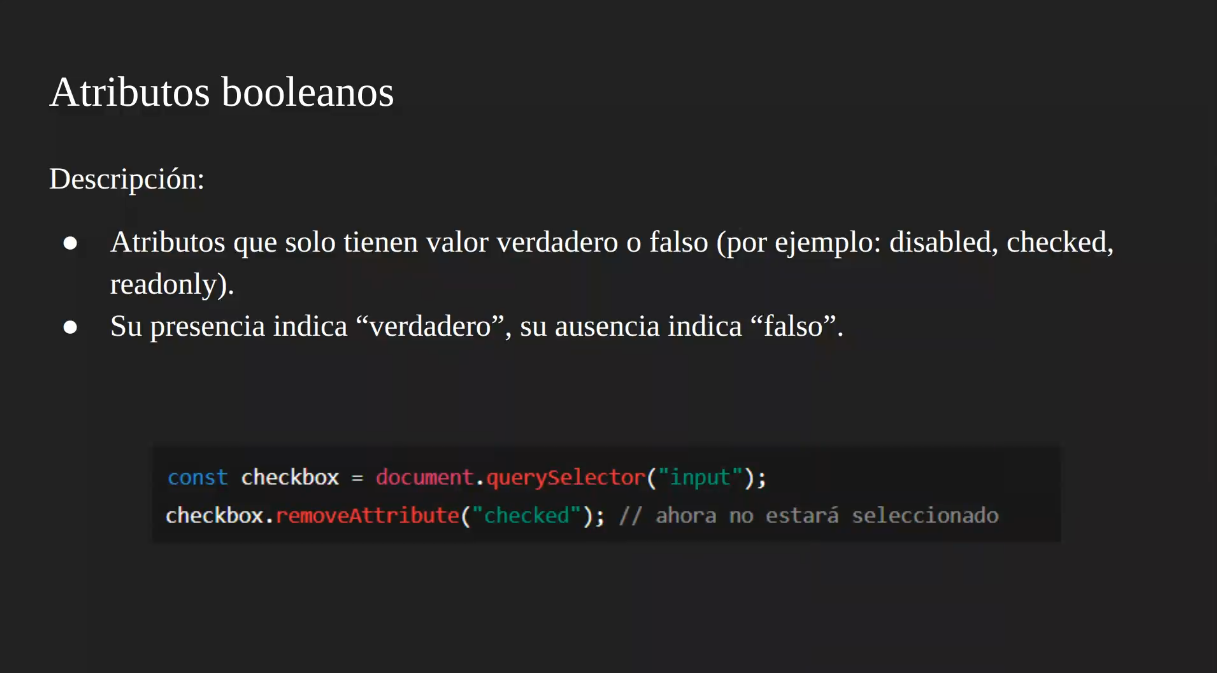 Atributos booleanos
Descripción:
● Atributos que solo tienen valor verdadero o falso (por ejemplo: disabled, checked,
readonly).
● Su presencia indica “verdadero”, su ausencia indica “falso”.
const checkbox = document.querySelector("input");
checkbox.removeAttribute("checked"); // ahora no estará seleccionado